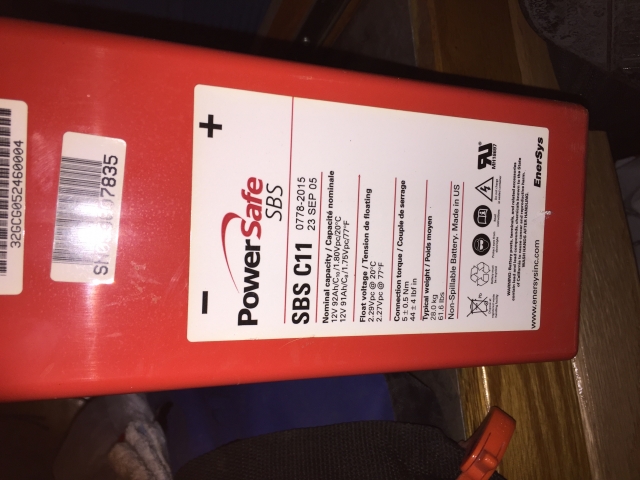 +
−
PowerSafe
SBS
SBS C11 0778-2015
23 SEP 05
Nominal capacity / Capacité nominale
12V 92Ah/C₁₀/1.80Vpc/20°C
12V 91Ah/C₈/1.75Vpc/77°F
Float voltage / Tension de floating
2.29Vpc @ 20°C
2.27Vpc @ 77°F
Connection torque / Couple de serrage
5 ± 0.5 Nm
44 ± 4 lbf in
Typical weight / Poids moyen
28.0 kg
61.6 lbs
Non-Spillable Battery. Made in US
www.enersysinc.com
EnerSys
32GCG052460004
7835